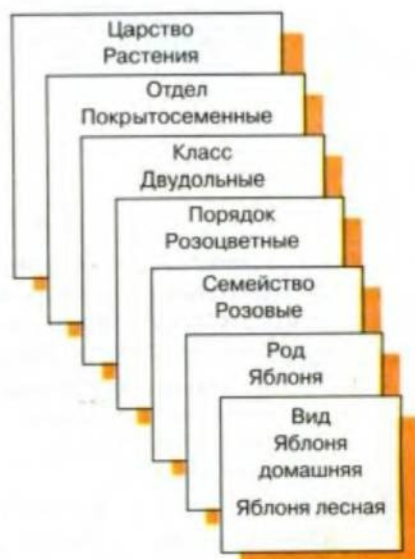 Царство
Растения
Отдел
Покрытосеменные
Класс
Двудольные
Порядок
Розоцветные
Семейство
Розовые
Род
Яблоня
Вид
Яблоня
домашняя
Яблоня лесная